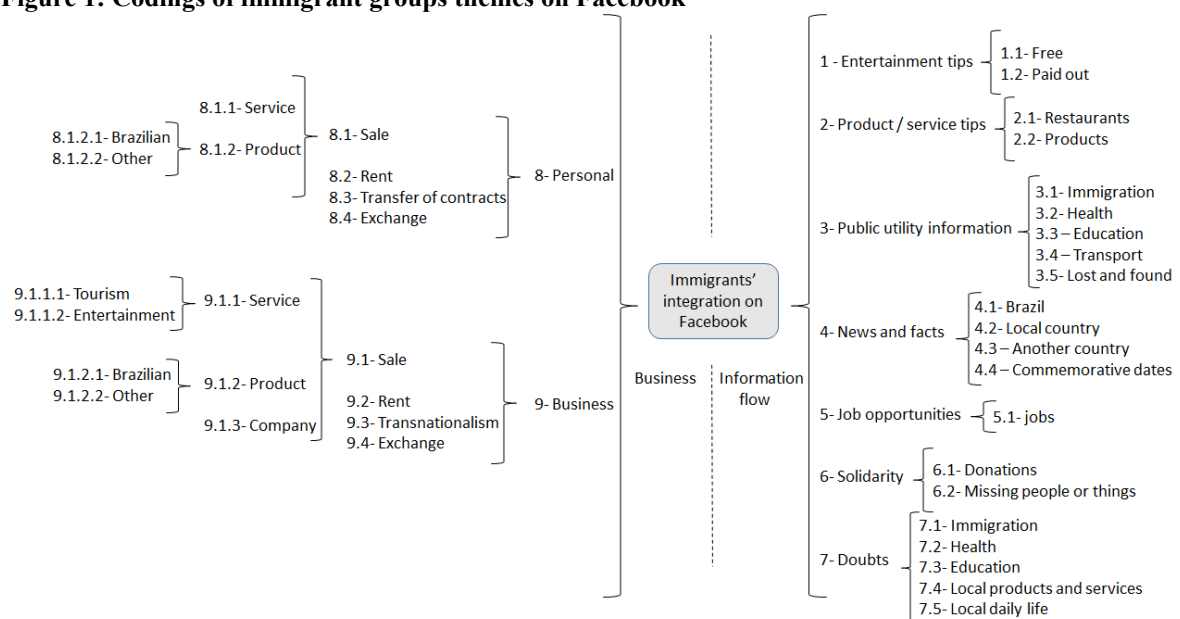 Figure 1: Codings of immigrant groups themes on Facebook
8.1.2.1- Brazilian
8.1.2.2- Other
8.1.1- Service
8.1.2- Product
8.1- Sale
8.2- Rent
8.3- Transfer of contracts
8.4- Exchange
8- Personal
9.1.1.1- Tourism
9.1.1.2- Entertainment
9.1.2.1- Brazilian
9.1.2.2- Other
9.1.1- Service
9.1.2- Product
9.1.3- Company
9.1- Sale
9.2- Rent
9.3- Transnationalism
9.4- Exchange
9- Business
Immigrants’
integration on
Facebook
Business
Information
flow
1 - Entertainment tips
1.1- Free
1.2- Paid out
2- Product / service tips
2.1- Restaurants
2.2- Products
3- Public utility information
3.1- Immigration
3.2- Health
3.3 – Education
3.4 – Transport
3.5- Lost and found
4- News and facts
4.1- Brazil
4.2- Local country
4.3 – Another country
4.4 – Commemorative dates
5- Job opportunities
5.1- jobs
6- Solidarity
6.1- Donations
6.2- Missing people or things
7- Doubts
7.1- Immigration
7.2- Health
7.3- Education
7.4- Local products and services
7.5- Local daily life